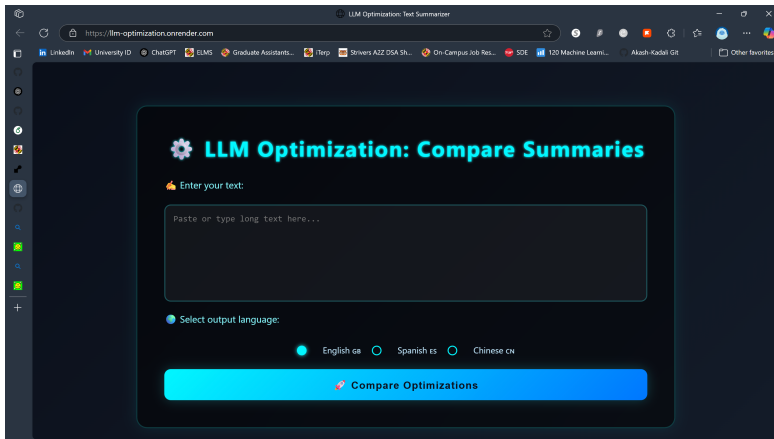 LLM Optimization: Text Summarizer
https://llm-optimization.onrender.com
LinkedIn University ID ChatGPT ELMS Graduate Assistants... iTerp Strivers A2Z DSA Sh... On-Campus Job Res... SDE 120 Machine Learni... Akash-Kadali Git Other favorites
LLM Optimization: Compare Summaries
Enter your text:
Paste or type long text here...
Select output language:
English GB Spanish ES Chinese CN
Compare Optimizations